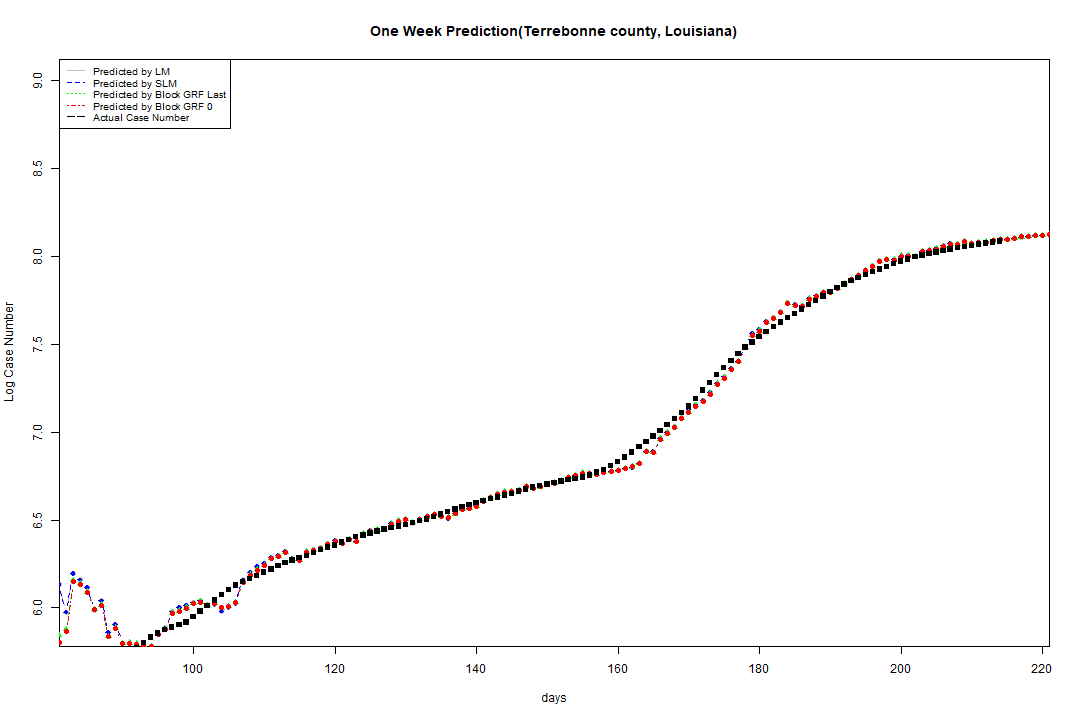 One Week Prediction(Terrebonne county, Louisiana)
Predicted by LM
Predicted by SLM
Predicted by Block GRF Last
Predicted by Block GRF 0
Actual Case Number
9.0
8.5
8.0
7.5
7.0
6.5
6.0
Log Case Number
100 120 140 160 180 200 220
days